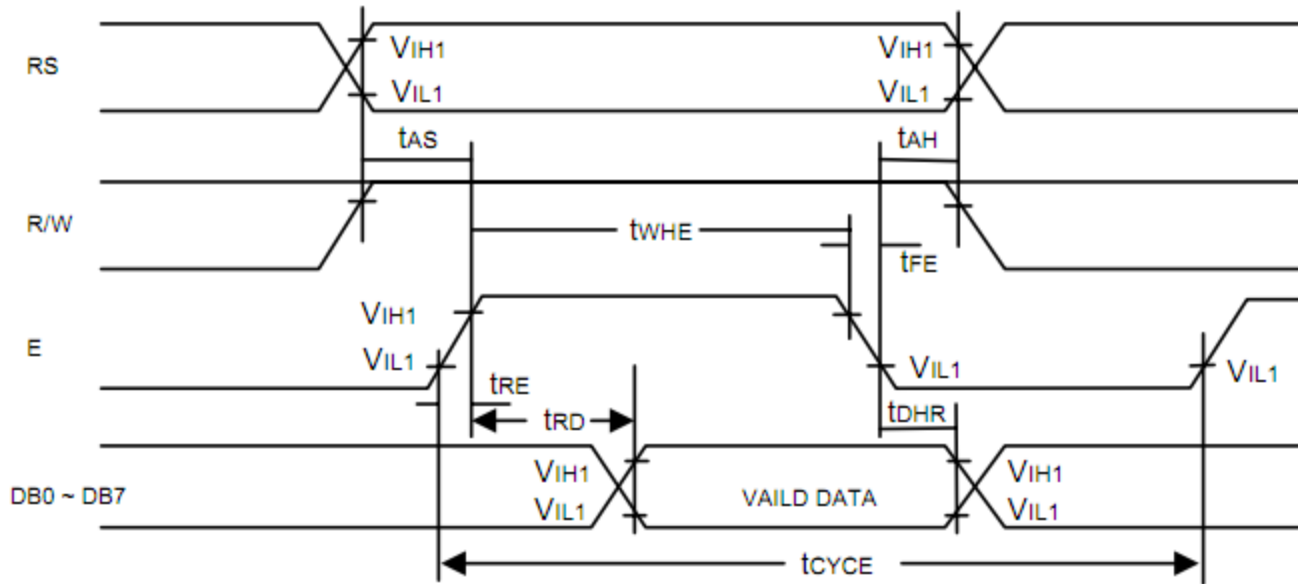 RS
VIH1
VIL1
VIH1
VIL1
tAS
tAH
R/W
tWHE
tFE
E
VIH1
VIL1
VIL1
VIL1
tRE
tRD
tDHR
DB0 ~ DB7
VIH1
VIL1
VAILD DATA
VIH1
VIL1
tCYCE